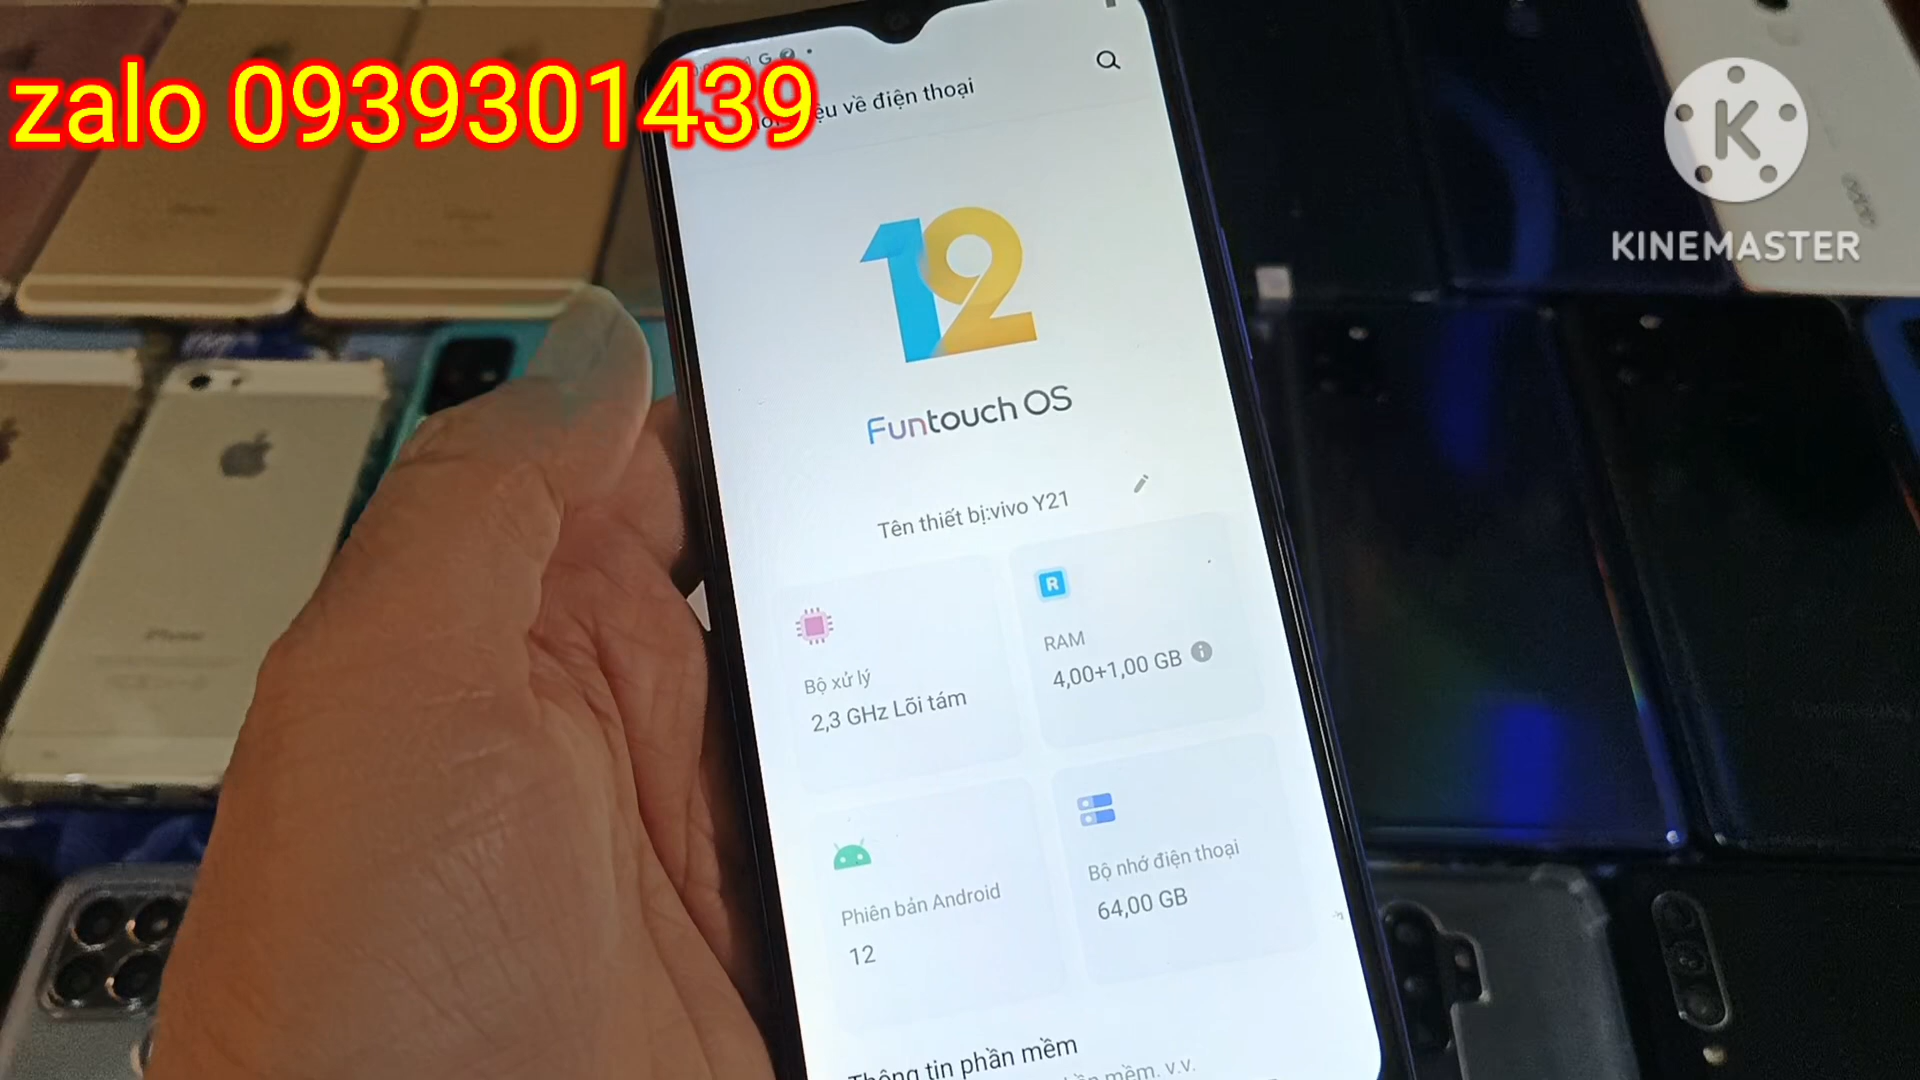 zalo 0939301439
ệu về điện thoại
KINEMASTER
12
Funtouch OS
Tên thiết bị:vivo Y21
RAM
4,00+1,00 GB
Bộ xử lý
2,3 GHz Lõi tám
Bộ nhớ điện thoại
64,00 GB
Phiên bản Android
12
Thông tin phần mềm
mềm. v.v.
iPhone